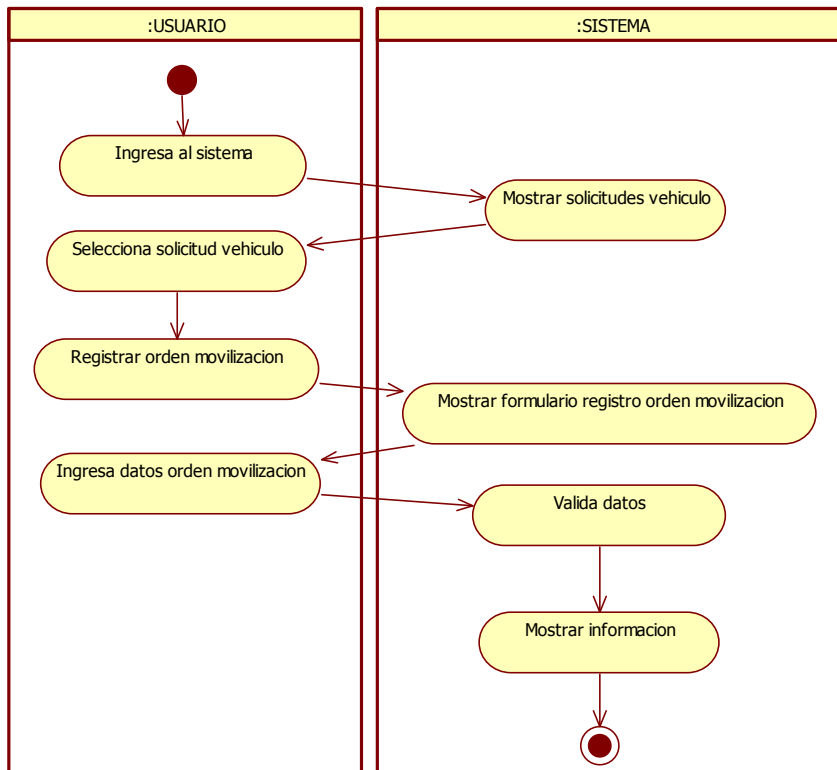 :USUARIO
:SISTEMA
Ingresa al sistema
Mostrar solicitudes vehiculo
Selecciona solicitud vehiculo
Registrar orden movilizacion
Mostrar formulario registro orden movilizacion
Ingresa datos orden movilizacion
Valida datos
Mostrar informacion